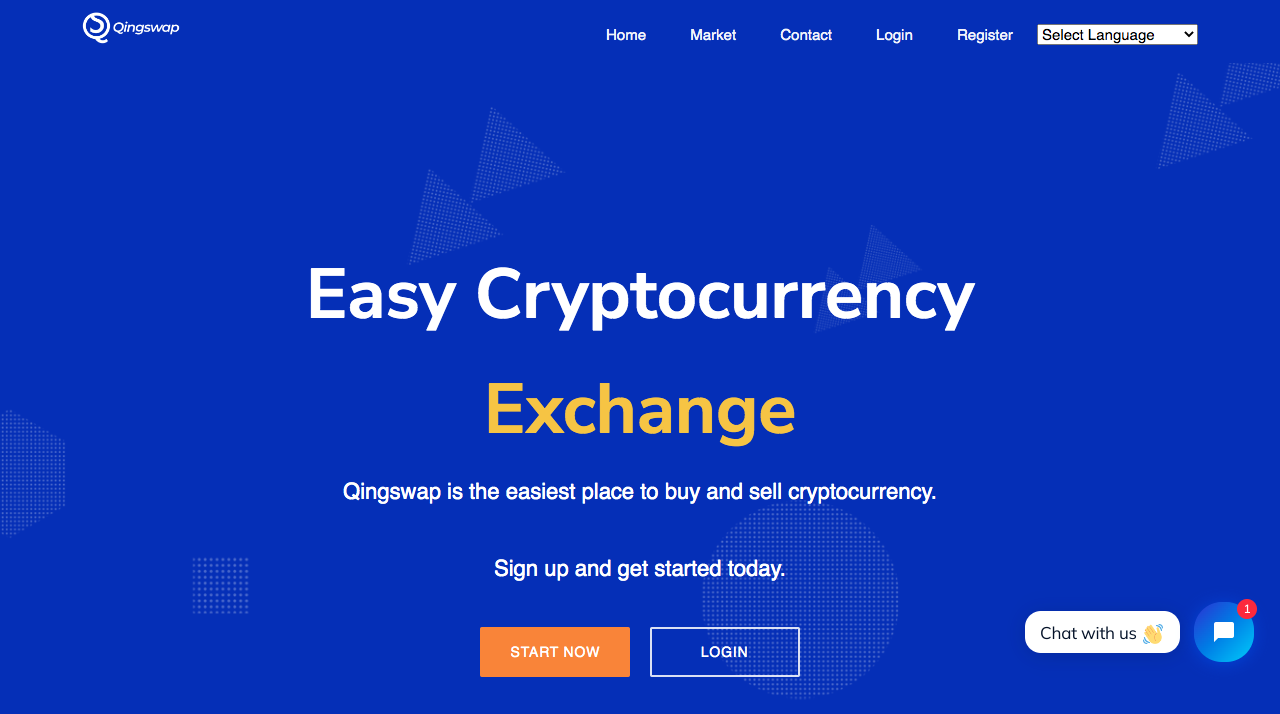 Qingswap
Home Market Contact Login Register Select Language
Easy Cryptocurrency
Exchange
Qingswap is the easiest place to buy and sell cryptocurrency.
Sign up and get started today.
START NOW LOGIN
Chat with us 👋
1